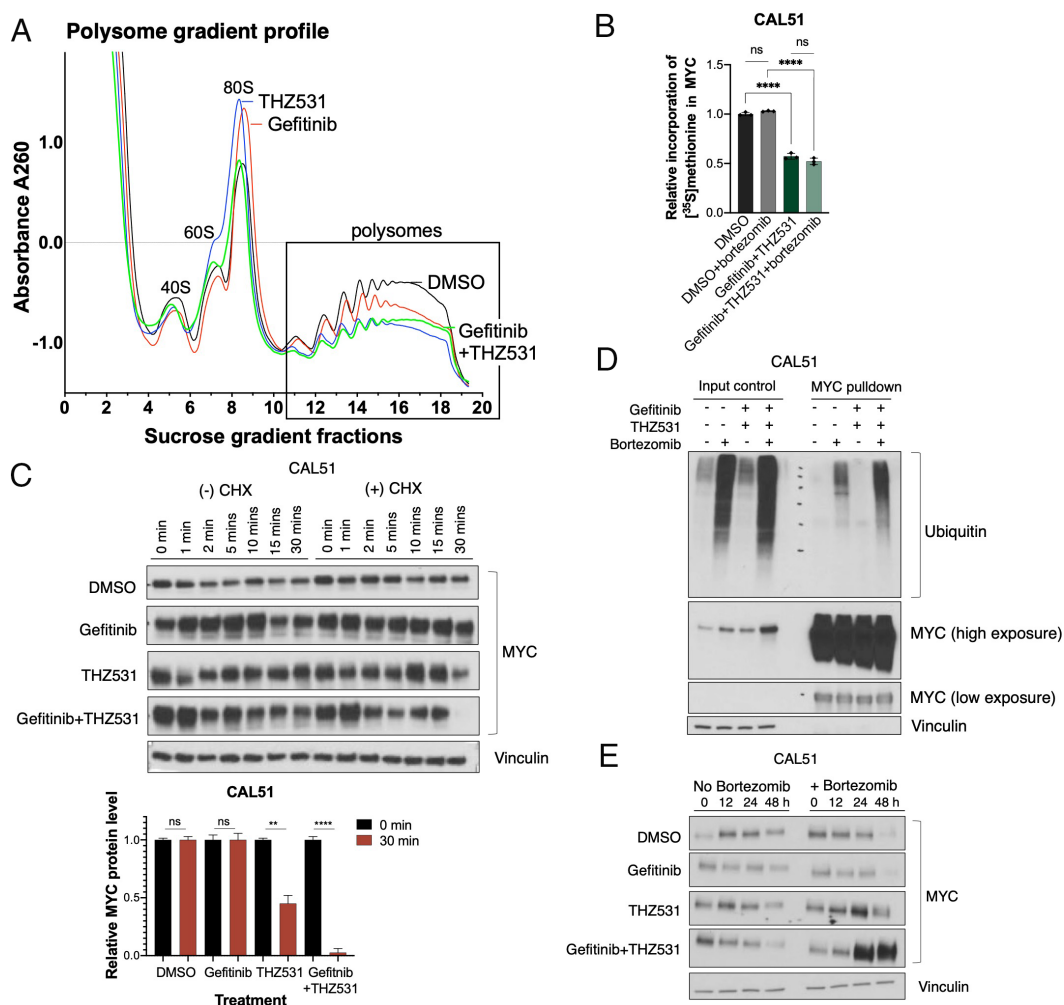 A
Polysome gradient profile
80S
THZ531
Gefitinib
60S
40S
polysomes
DMSO
Gefitinib
+THZ531
Absorbance A260
1.0
0.0
-1.0
0 2 4 6 8 10 12 14 16 18 20
Sucrose gradient fractions
B
CAL51
ns
ns
****
****
Relative incorporation of
[35S]methionine in MYC
1.5
1.0
0.5
0.0
DMSO
DMSO+bortezomib
Gefitinib+THZ531
Gefitinib+THZ531+bortezomib
C
CAL51
(-) CHX (+) CHX
0 min 1 min 2 min 5 mins 10 mins 15 mins 30 mins 0 min 1 min 2 min 5 mins 10 mins 15 mins 30 min
DMSO
Gefitinib
THZ531
Gefitinib+THZ531
MYC
Vinculin
CAL51
ns ns ** ****
0 min
30 min
Relative MYC protein level
1.0
0.5
0.0
DMSO Gefitinib THZ531 Gefitnib
+THZ531
Treatment
D
CAL51
Input control MYC pulldown
Gefitinib - - + + - - + +
THZ531 - - + + - - + +
Bortezomib - + - + - + - +
Ubiquitin
MYC (high exposure)
MYC (low exposure)
Vinculin
E
CAL51
No Bortezomib + Bortezomib
0 12 24 48 h 0 12 24 48 h
DMSO
Gefitinib
THZ531
Gefitinib+THZ531
MYC
Vinculin